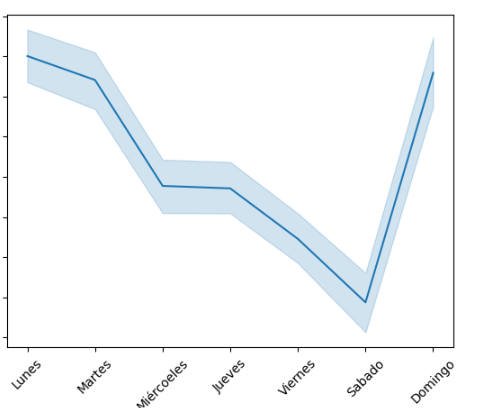 Lunes
Martes
Miércoeles
Jueves
Viernes
Sabado
Domingo